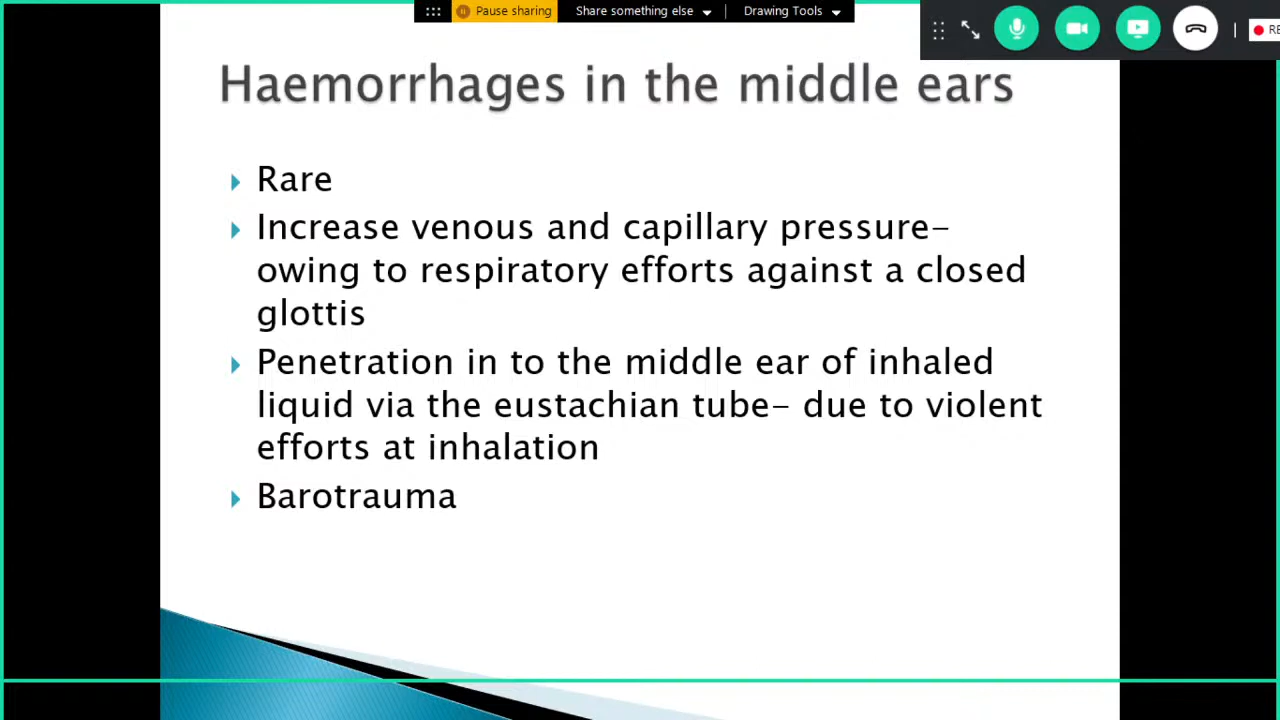 Pause sharing
Share something else
Drawing Tools
RE
Haemorrhages in the middle ears
Rare
Increase venous and capillary pressure-
owing to respiratory efforts against a closed
glottis
Penetration in to the middle ear of inhaled
liquid via the eustachian tube- due to violent
efforts at inhalation
Barotrauma